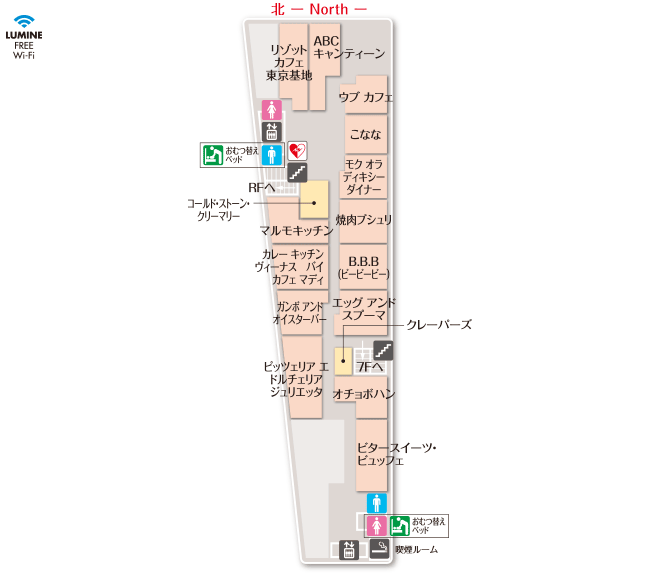 北 － North －
LUMINE
FREE
Wi-Fi
リゾット
カフェ
東京基地
ABC
キャンティーン
ウブ カフェ
こなな
おむつ替え
ベッド
モク オラ
ディキシー
ダイナー
RFへ
コールド・ストーン・
クリーマリー
焼肉プシュリ
マルモキッチン
カレー キッチン
ヴィーナス バイ
カフェ マディ
B.B.B
(ビービービー)
ガンボ アンド
オイスターバー
エッグ アンド
スプーマ
クレーパーズ
ピッツェリア エ
ドルチェリア
ジュリエッタ
7Fへ
オチョボハン
ビタースイーツ・
ビュッフェ
おむつ替え
ベッド
喫煙ルーム